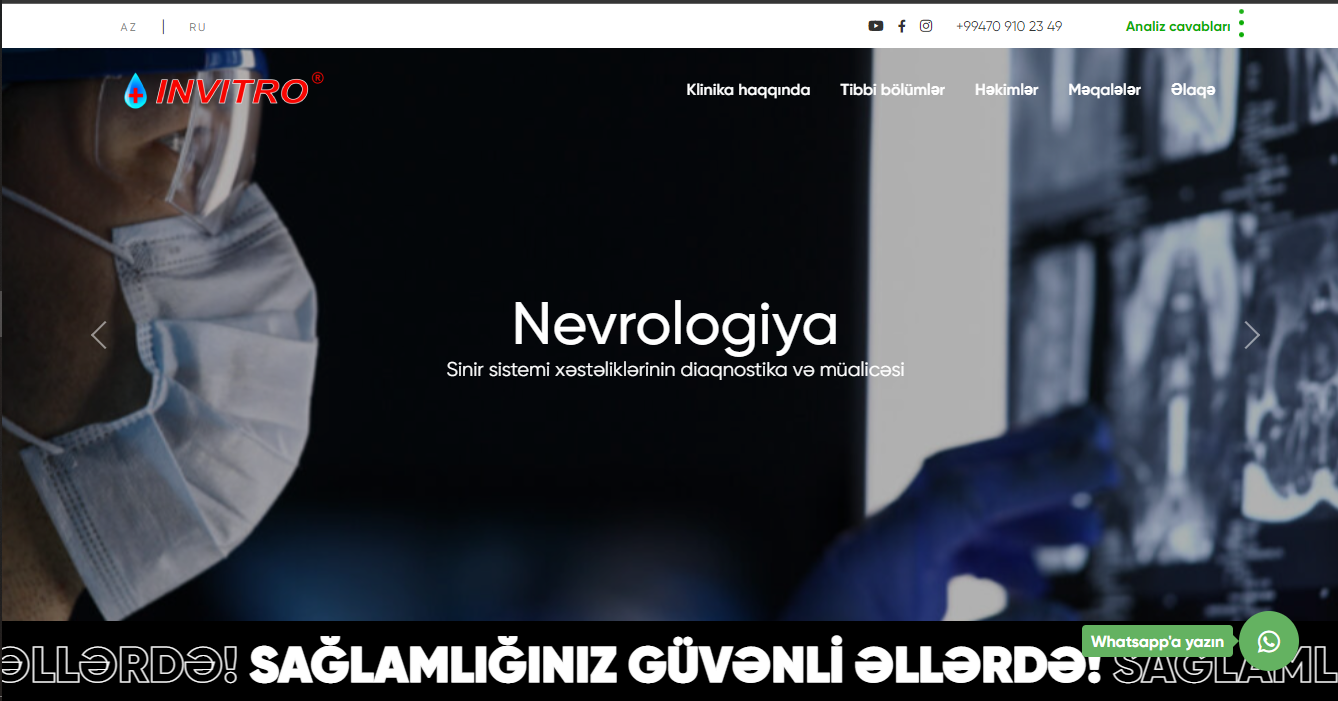 AZ | RU +99470 910 23 49 Analiz cavabları
INVITRO®
Klinika haqqında Tibbi bölümlər Həkimlər Məqalələr Əlaqə
Nevrologiya
Sinir sistemi xəstəliklərinin diaqnostika və müalicəsi
Whatsapp'a yazın
ƏLLƏRDƏ! SAĞLAMLIĞINIZ GÜVƏNLİ ƏLLƏRDƏ! SAĞLAML